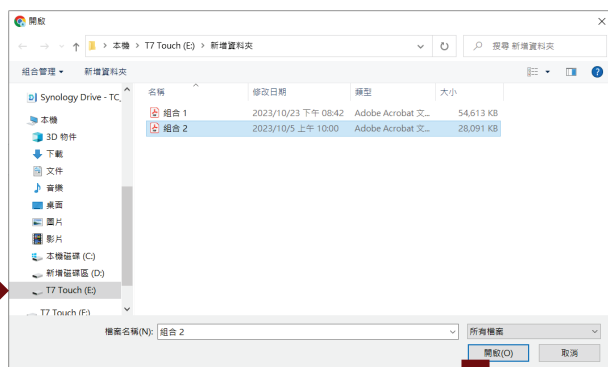 開啟
本機 › T7 Touch (E:) › 新增資料夾
搜尋 新增資料夾
組合管理 新增資料夾
名稱 修改日期 類型 大小
組合 1 2023/10/23 下午 08:42 Adobe Acrobat 文... 54,613 KB
組合 2 2023/10/5 上午 10:00 Adobe Acrobat 文... 28,091 KB
Synology Drive - TC_
本機
3D 物件
下載
文件
音樂
桌面
圖片
影片
本機磁碟 (C:)
新增磁碟區 (D:)
T7 Touch (E:)
T7 Touch (E:)
檔案名稱(N): 組合 2 所有檔案
開啟(O) 取消